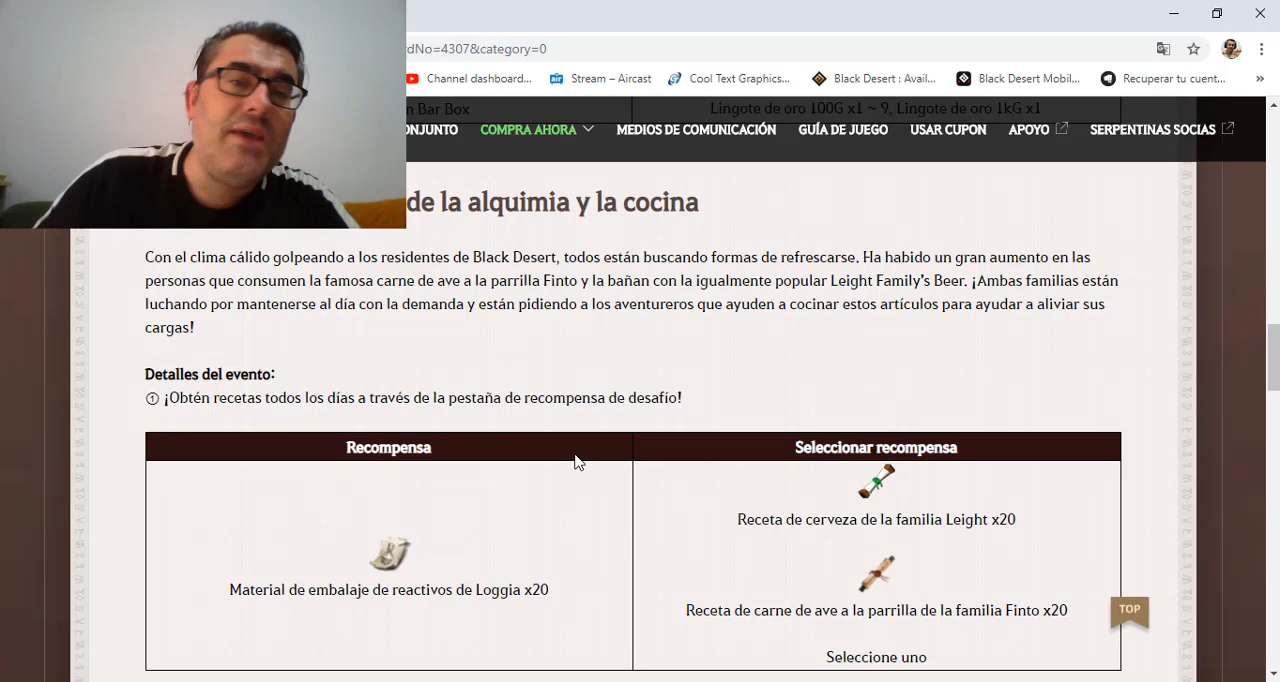 rdNo=4307&category=0
Channel dashboard...
air Stream – Aircast
Cool Text Graphics...
Black Desert : Avail...
Black Desert Mobil...
Recuperar tu cuent...
»
n Bar Box
Lingote de oro 100G x1 ~ 9, Lingote de oro 1kG x1
ONJUNTO
COMPRA AHORA
MEDIOS DE COMUNICACIÓN
GUÍA DE JUEGO
USAR CUPON
APOYO
SERPENTINAS SOCIAS
de la alquimia y la cocina
Con el clima cálido golpeando a los residentes de Black Desert, todos están buscando formas de refrescarse. Ha habido un gran aumento en las
personas que consumen la famosa carne de ave a la parrilla Finto y la bañan con la igualmente popular Leight Family's Beer. ¡Ambas familias están
luchando por mantenerse al día con la demanda y están pidiendo a los aventureros que ayuden a cocinar estos artículos para ayudar a aliviar sus
cargas!
Detalles del evento:
① ¡Obtén recetas todos los días a través de la pestaña de recompensa de desafío!
Recompensa
Seleccionar recompensa
Receta de cerveza de la familia Leight x20
Material de embalaje de reactivos de Loggia x20
Receta de carne de ave a la parrilla de la familia Finto x20
TOP
Seleccione uno